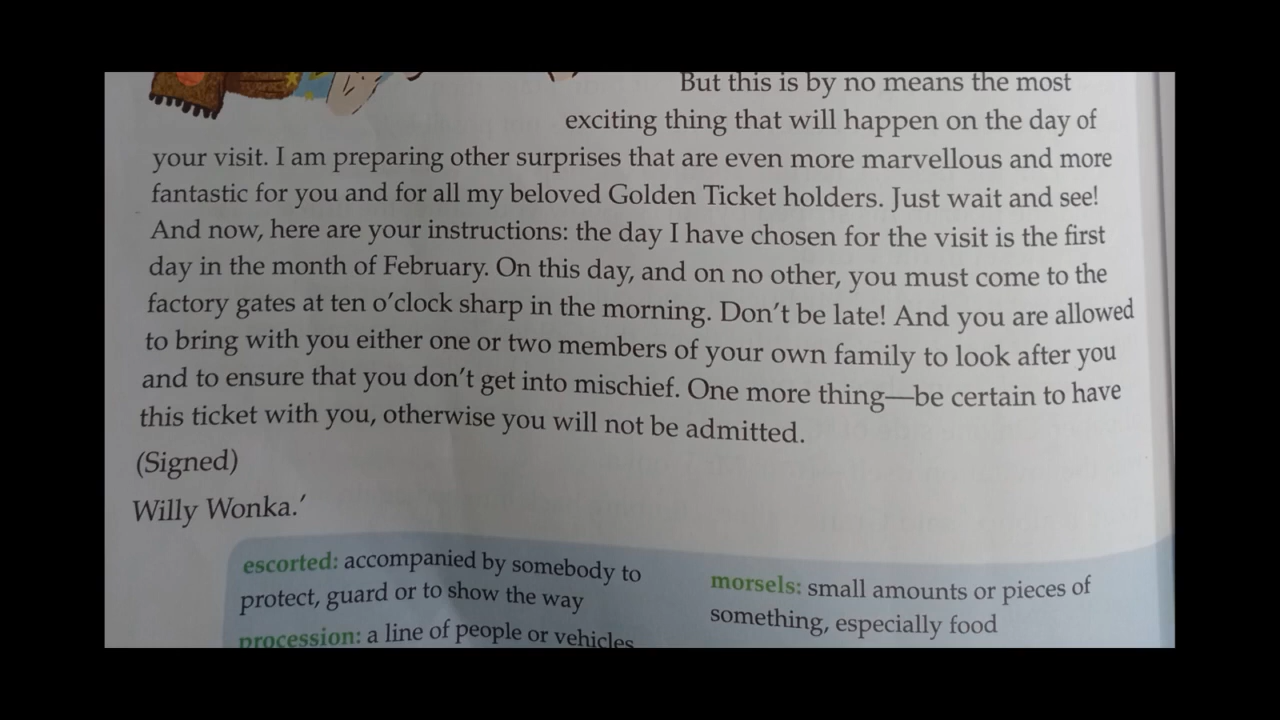 But this is by no means the most
exciting thing that will happen on the day of
your visit. I am preparing other surprises that are even more marvellous and more
fantastic for you and for all my beloved Golden Ticket holders. Just wait and see!
And now, here are your instructions: the day I have chosen for the visit is the first
day in the month of February. On this day, and on no other, you must come to the
factory gates at ten o’clock sharp in the morning. Don’t be late! And you are allowed
to bring with you either one or two members of your own family to look after you
and to ensure that you don’t get into mischief. One more thing—be certain to have
this ticket with you, otherwise you will not be admitted.
(Signed)
Willy Wonka.’
escorted: accompanied by somebody to
protect, guard or to show the way
procession: a line of people or vehicles
morsels: small amounts or pieces of
something, especially food